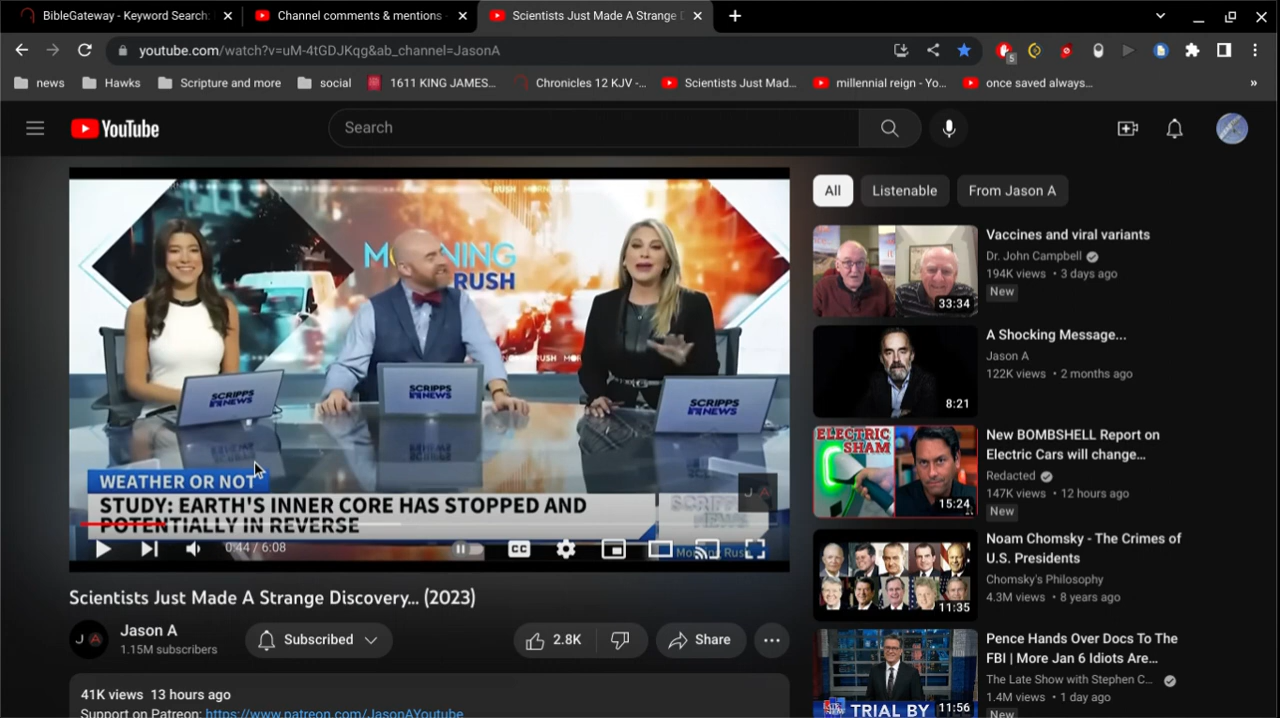 BibleGateway - Keyword Search:
Channel comments & mentions
Scientists Just Made A Strange D
youtube.com/watch?v=uM-4tGDJKqg&ab_channel=JasonA
5
news
Hawks
Scripture and more
social
1611 KING JAMES...
Chronicles 12 KJV -...
Scientists Just Mad...
millennial reign - Yo...
once saved always...
»
YouTube
Search
All
Listenable
From Jason A
MORNING
RUSH
SCRIPPS
NEWS
SCRIPPS
NEWS
SCRIPPS
NEWS
WEATHER OR NOT
STUDY: EARTH'S INNER CORE HAS STOPPED AND
POTENTIALLY IN REVERSE
SCRIPPS
NEWS
J A
0:44 / 6:08
CC
Morning Rush
Scientists Just Made A Strange Discovery... (2023)
J A
Jason A
1.15M subscribers
Subscribed
2.8K
Share
41K views 13 hours ago
Support on Patreon: https://www.patreon.com/JasonAYoutube
33:34
Vaccines and viral variants
Dr. John Campbell
194K views • 3 days ago
New
8:21
A Shocking Message...
Jason A
122K views • 2 months ago
ELECTRIC
SHAM
15:24
New BOMBSHELL Report on
Electric Cars will change...
Redacted
147K views • 12 hours ago
New
11:35
Noam Chomsky - The Crimes of
U.S. Presidents
Chomsky's Philosophy
4.3M views • 8 years ago
TRIAL BY
11:56
Pence Hands Over Docs To The
FBI | More Jan 6 Idiots Are...
The Late Show with Stephen C...
1.4M views • 1 day ago
New